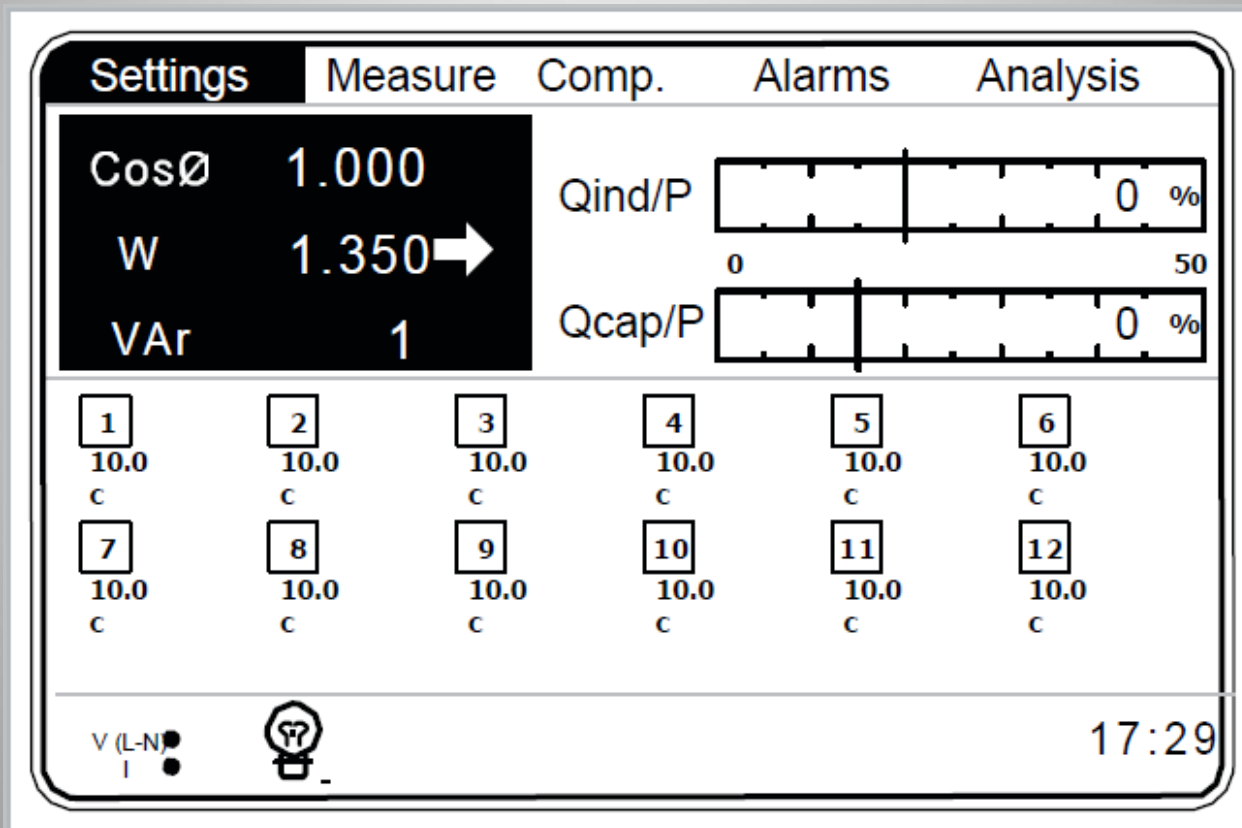 Settings Measure Comp. Alarms Analysis
CosØ 1.000
W 1.350
VAr 1
Qind/P 0 %
0 50
Qcap/P 0 %
1 2 3 4 5 6
10.0 10.0 10.0 10.0 10.0 10.0
C C C C C C
7 8 9 10 11 12
10.0 10.0 10.0 10.0 10.0 10.0
C C C C C C
V (L-N)
I
17:29